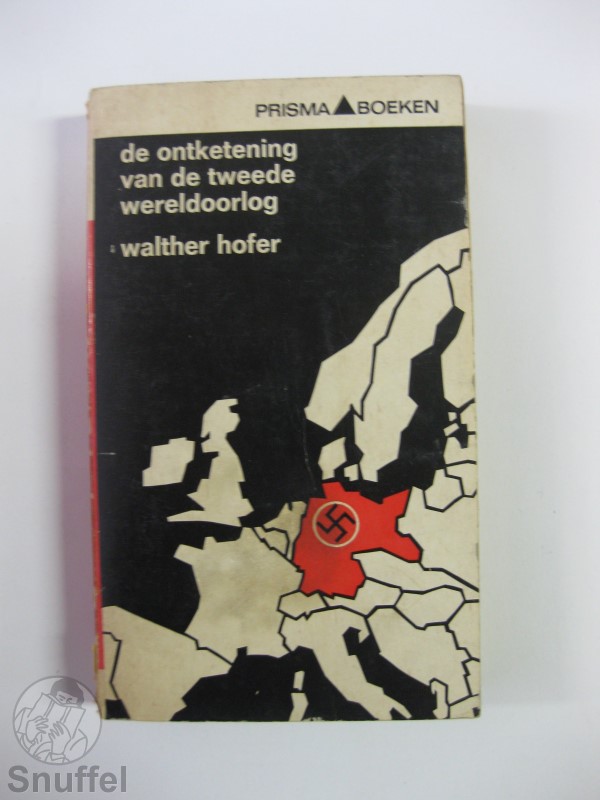 PRISMA BOEKEN
de ontketening
van de tweede
wereldoorlog
walther hofer
Snuffel